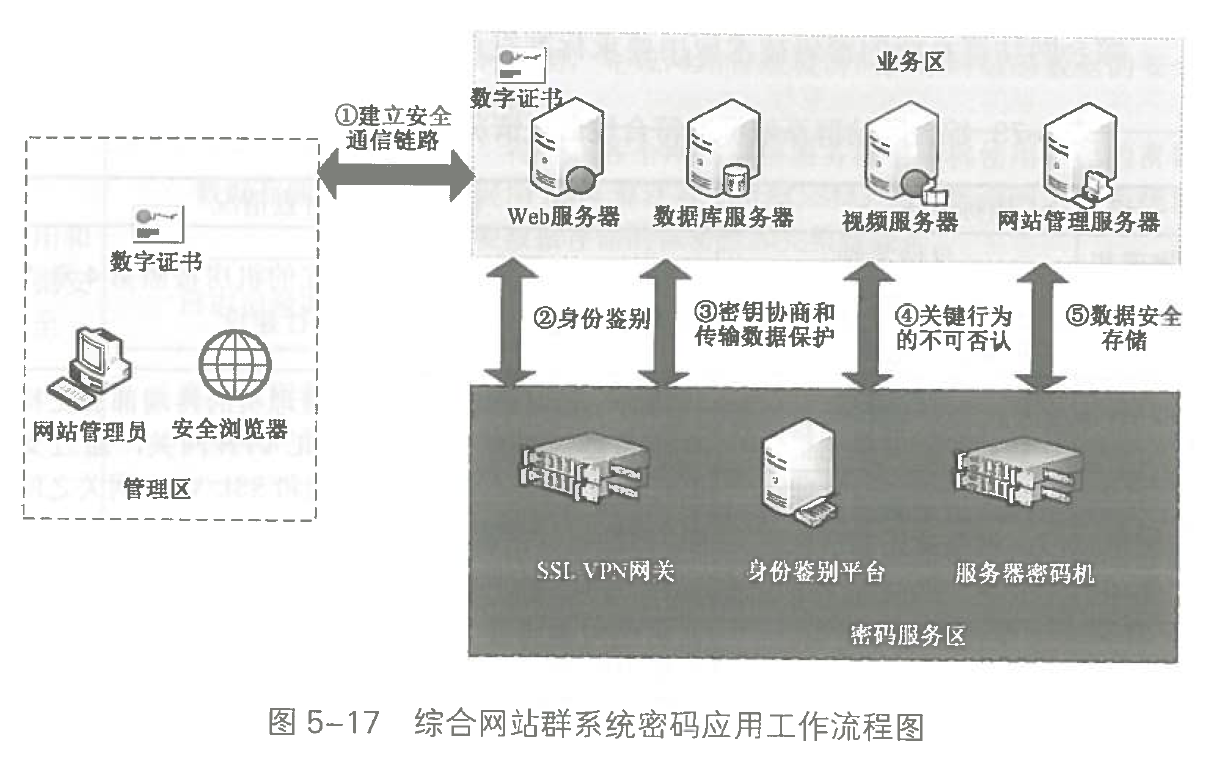 业务区
数字证书
①建立安全
通信链路
Web服务器
数据库服务器
视频服务器
网站管理服务器
数字证书
②身份鉴别
③密钥协商和
传输数据保护
④关键行为
的不可否认
⑤数据安全
存储
网站管理员
安全浏览器
管理区
SSL VPN网关
身份鉴别平台
服务器密码机
密码服务区
图 5-17 综合网站群系统密码应用工作流程图